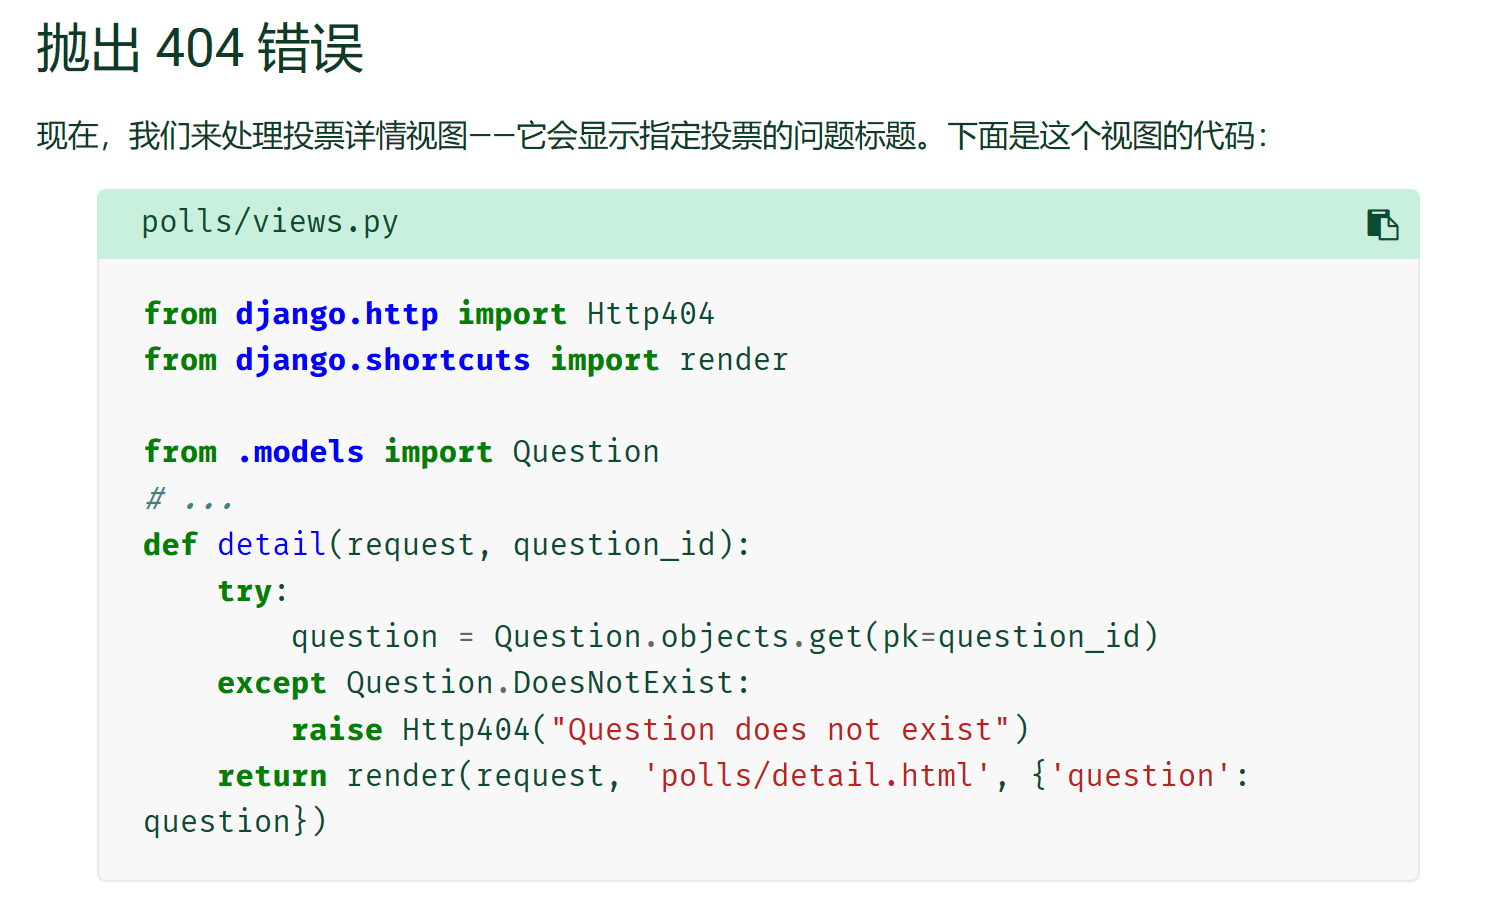 抛出 404 错误
现在，我们来处理投票详情视图——它会显示指定投票的问题标题。下面是这个视图的代码：
polls/views.py
from django.http import Http404
from django.shortcuts import render
from .models import Question
# ...
def detail(request, question_id):
    try:
        question = Question.objects.get(pk=question_id)
    except Question.DoesNotExist:
        raise Http404("Question does not exist")
    return render(request, 'polls/detail.html', {'question':
question})